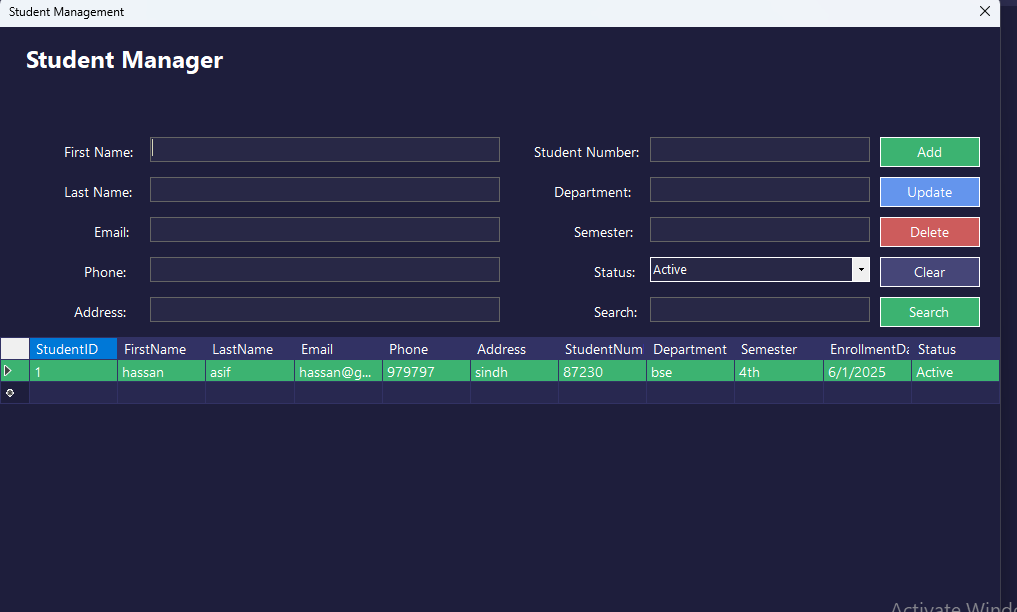 Student Management
Student Manager
First Name: Student Number: Add
Last Name: Department: Update
Email: Semester: Delete
Phone: Status: Active Clear
Address: Search: Search
StudentID FirstName LastName Email Phone Address StudentNum Department Semester EnrollmentDa Status
1 hassan asif hassan@g... 979797 sindh 87230 bse 4th 6/1/2025 Active
Activate Windo